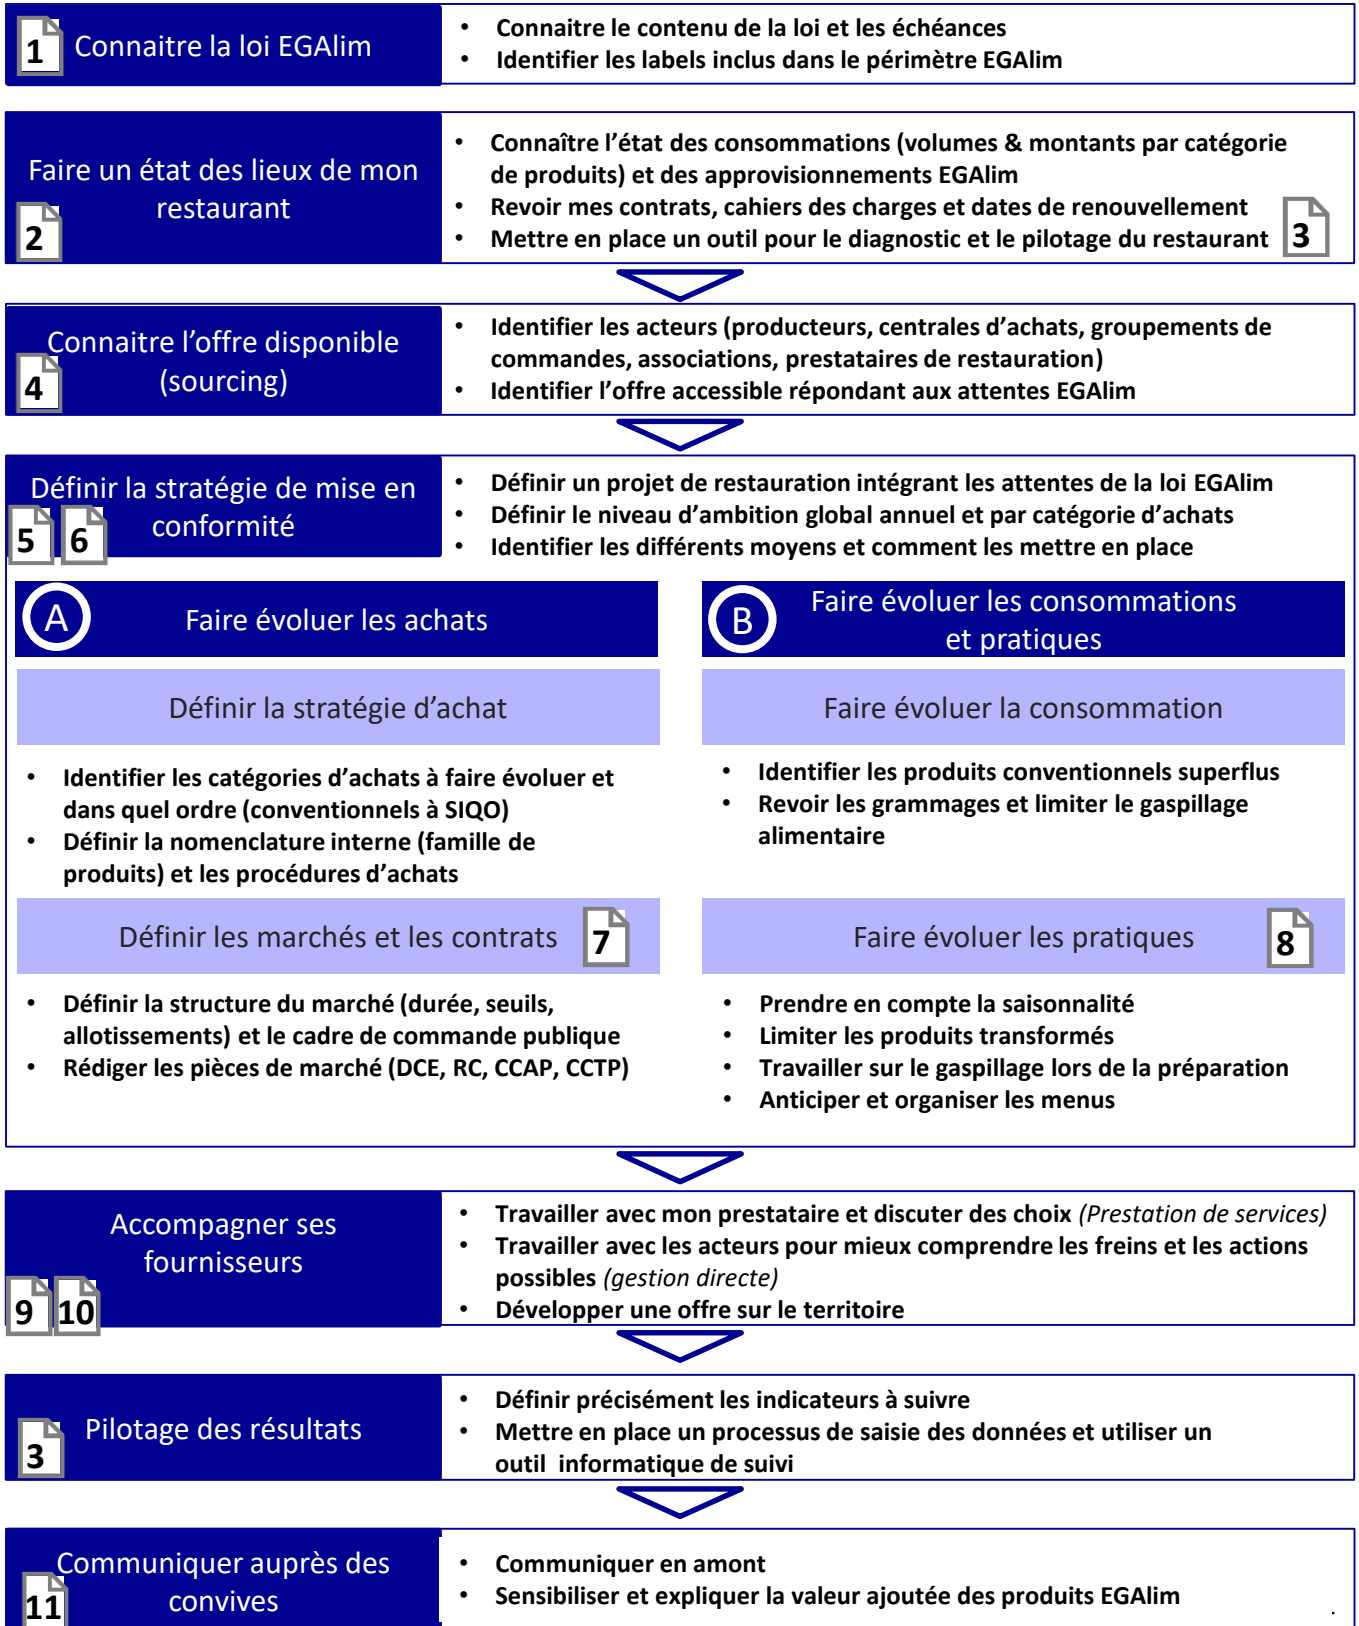 1
Connaitre la loi EGAlim
• Connaitre le contenu de la loi et les échéances
• Identifier les labels inclus dans le périmètre EGAlim
Faire un état des lieux de mon
restaurant
2
• Connaître l’état des consommations (volumes & montants par catégorie
de produits) et des approvisionnements EGAlim
• Revoir mes contrats, cahiers des charges et dates de renouvellement
• Mettre en place un outil pour le diagnostic et le pilotage du restaurant
3
Connaitre l’offre disponible
(sourcing)
4
• Identifier les acteurs (producteurs, centrales d’achats, groupements de
commandes, associations, prestataires de restauration)
• Identifier l’offre accessible répondant aux attentes EGAlim
Définir la stratégie de mise en
conformité
5 6
• Définir un projet de restauration intégrant les attentes de la loi EGAlim
• Définir le niveau d’ambition global annuel et par catégorie d’achats
• Identifier les différents moyens et comment les mettre en place
A
Faire évoluer les achats
Définir la stratégie d’achat
• Identifier les catégories d’achats à faire évoluer et
dans quel ordre (conventionnels à SIQO)
• Définir la nomenclature interne (famille de
produits) et les procédures d’achats
Définir les marchés et les contrats
7
• Définir la structure du marché (durée, seuils,
allotissements) et le cadre de commande publique
• Rédiger les pièces de marché (DCE, RC, CCAP, CCTP)
B
Faire évoluer les consommations
et pratiques
Faire évoluer la consommation
• Identifier les produits conventionnels superflus
• Revoir les grammages et limiter le gaspillage
alimentaire
Faire évoluer les pratiques
8
• Prendre en compte la saisonnalité
• Limiter les produits transformés
• Travailler sur le gaspillage lors de la préparation
• Anticiper et organiser les menus
Accompagner ses
fournisseurs
9 10
• Travailler avec mon prestataire et discuter des choix (Prestation de services)
• Travailler avec les acteurs pour mieux comprendre les freins et les actions
possibles (gestion directe)
• Développer une offre sur le territoire
Pilotage des résultats
3
• Définir précisément les indicateurs à suivre
• Mettre en place un processus de saisie des données et utiliser un
outil informatique de suivi
Communiquer auprès des
convives
11
• Communiquer en amont
• Sensibiliser et expliquer la valeur ajoutée des produits EGAlim
.